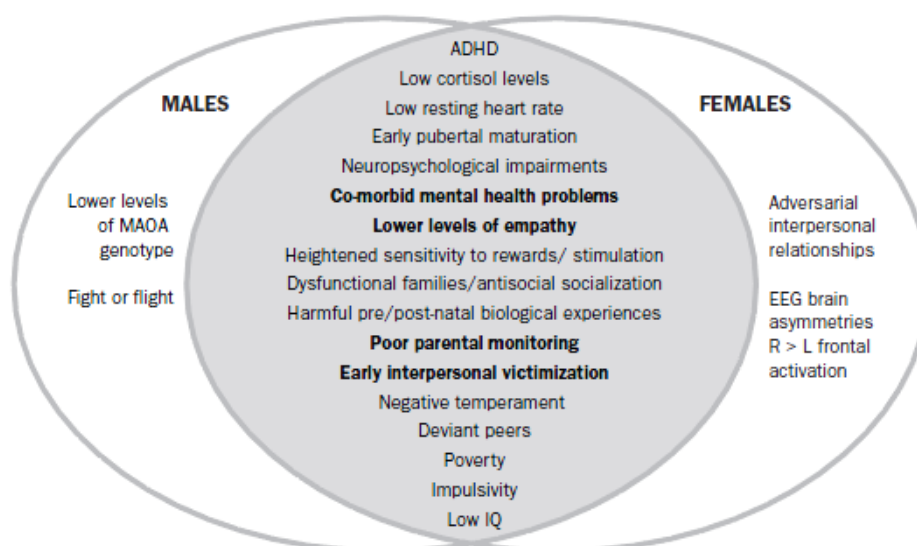 MALES
Lower levels
of MAOA
genotype
Fight or flight
ADHD
Low cortisol levels
Low resting heart rate
Early pubertal maturation
Neuropsychological impairments
Co-morbid mental health problems
Lower levels of empathy
Heightened sensitivity to rewards/ stimulation
Dysfunctional families/antisocial socialization
Harmful pre/post-natal biological experiences
Poor parental monitoring
Early interpersonal victimization
Negative temperament
Deviant peers
Poverty
Impulsivity
Low IQ
FEMALES
Adversarial
interpersonal
relationships
EEG brain
asymmetries
R > L frontal
activation